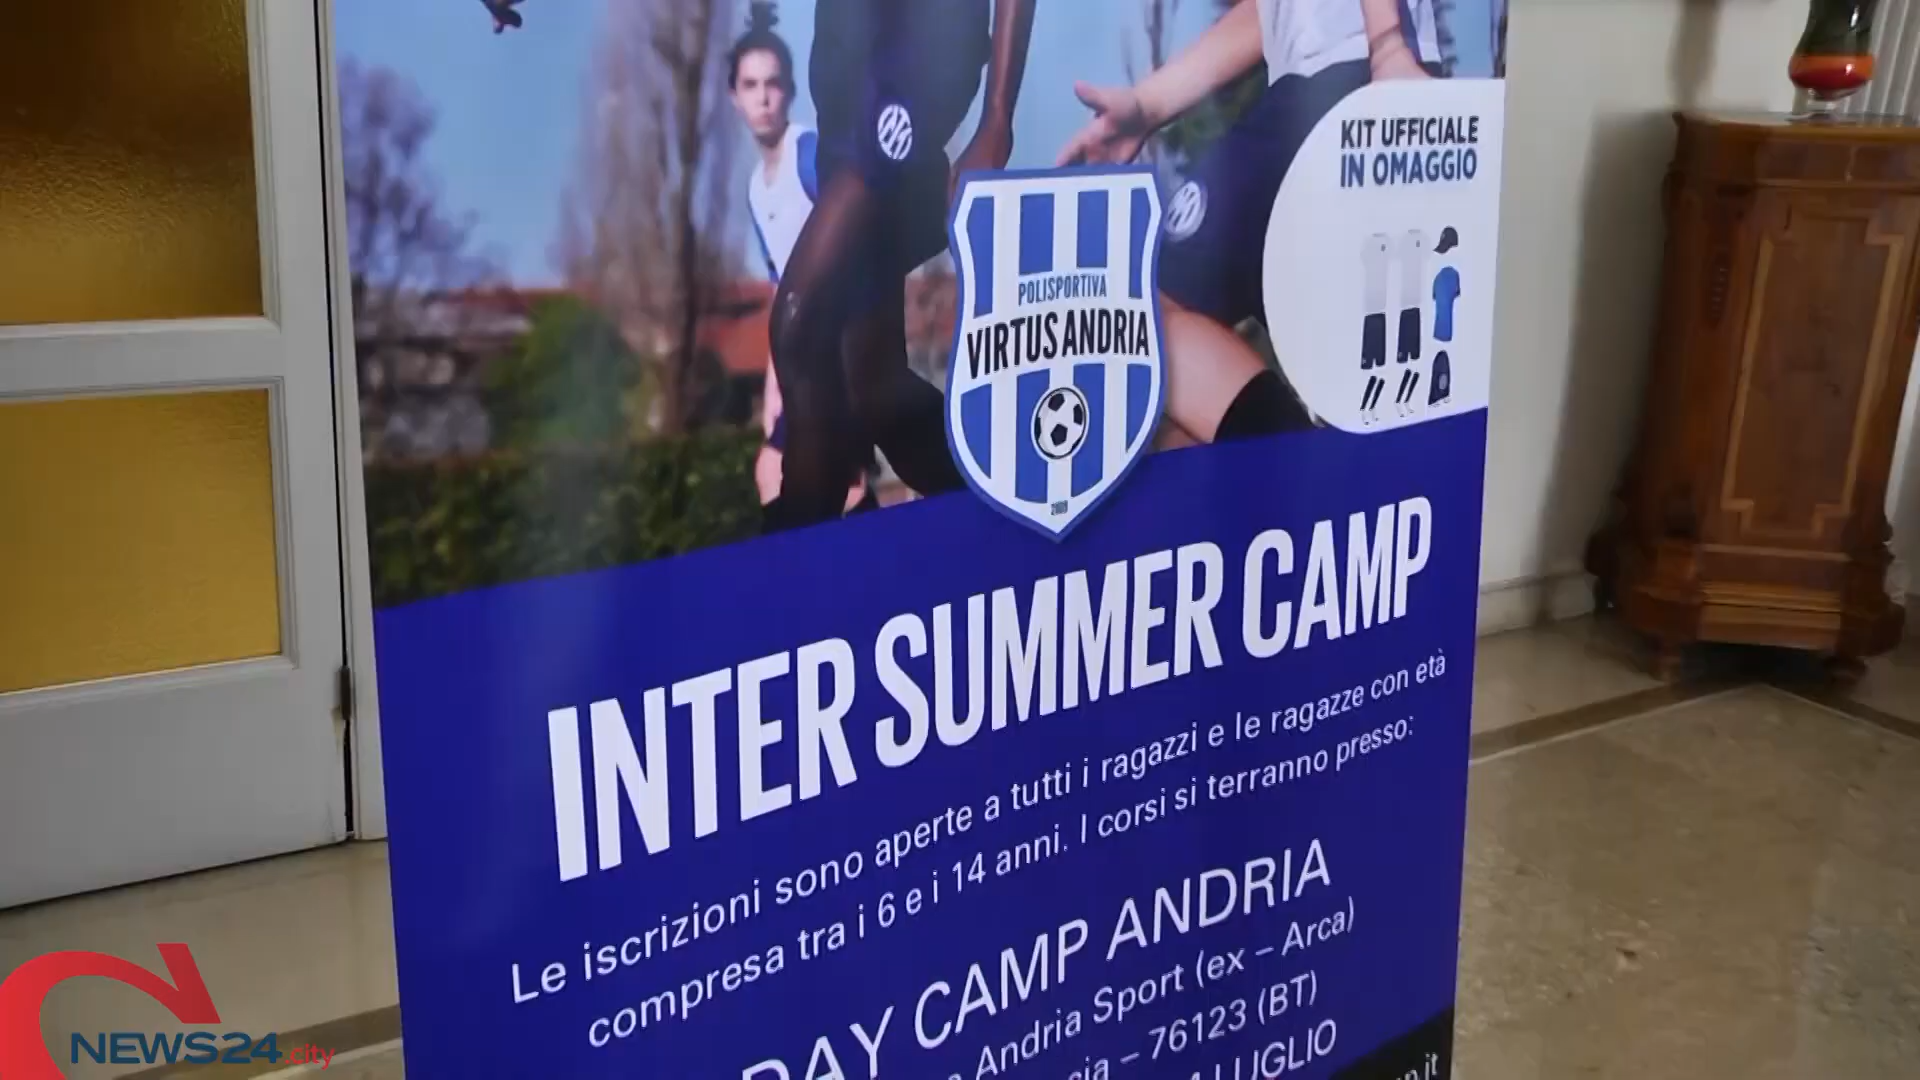 KIT UFFICIALE
IN OMAGGIO
POLISPORTIVA
VIRTUS ANDRIA
INTER SUMMER CAMP
Le iscrizioni sono aperte a tutti i ragazzi e le ragazze con età
compresa tra i 6 e i 14 anni. I corsi si terranno presso:
DAY CAMP ANDRIA
Andria Sport (ex – Arca)
– 76123 (BT)
LUGLIO
NEWS24.city